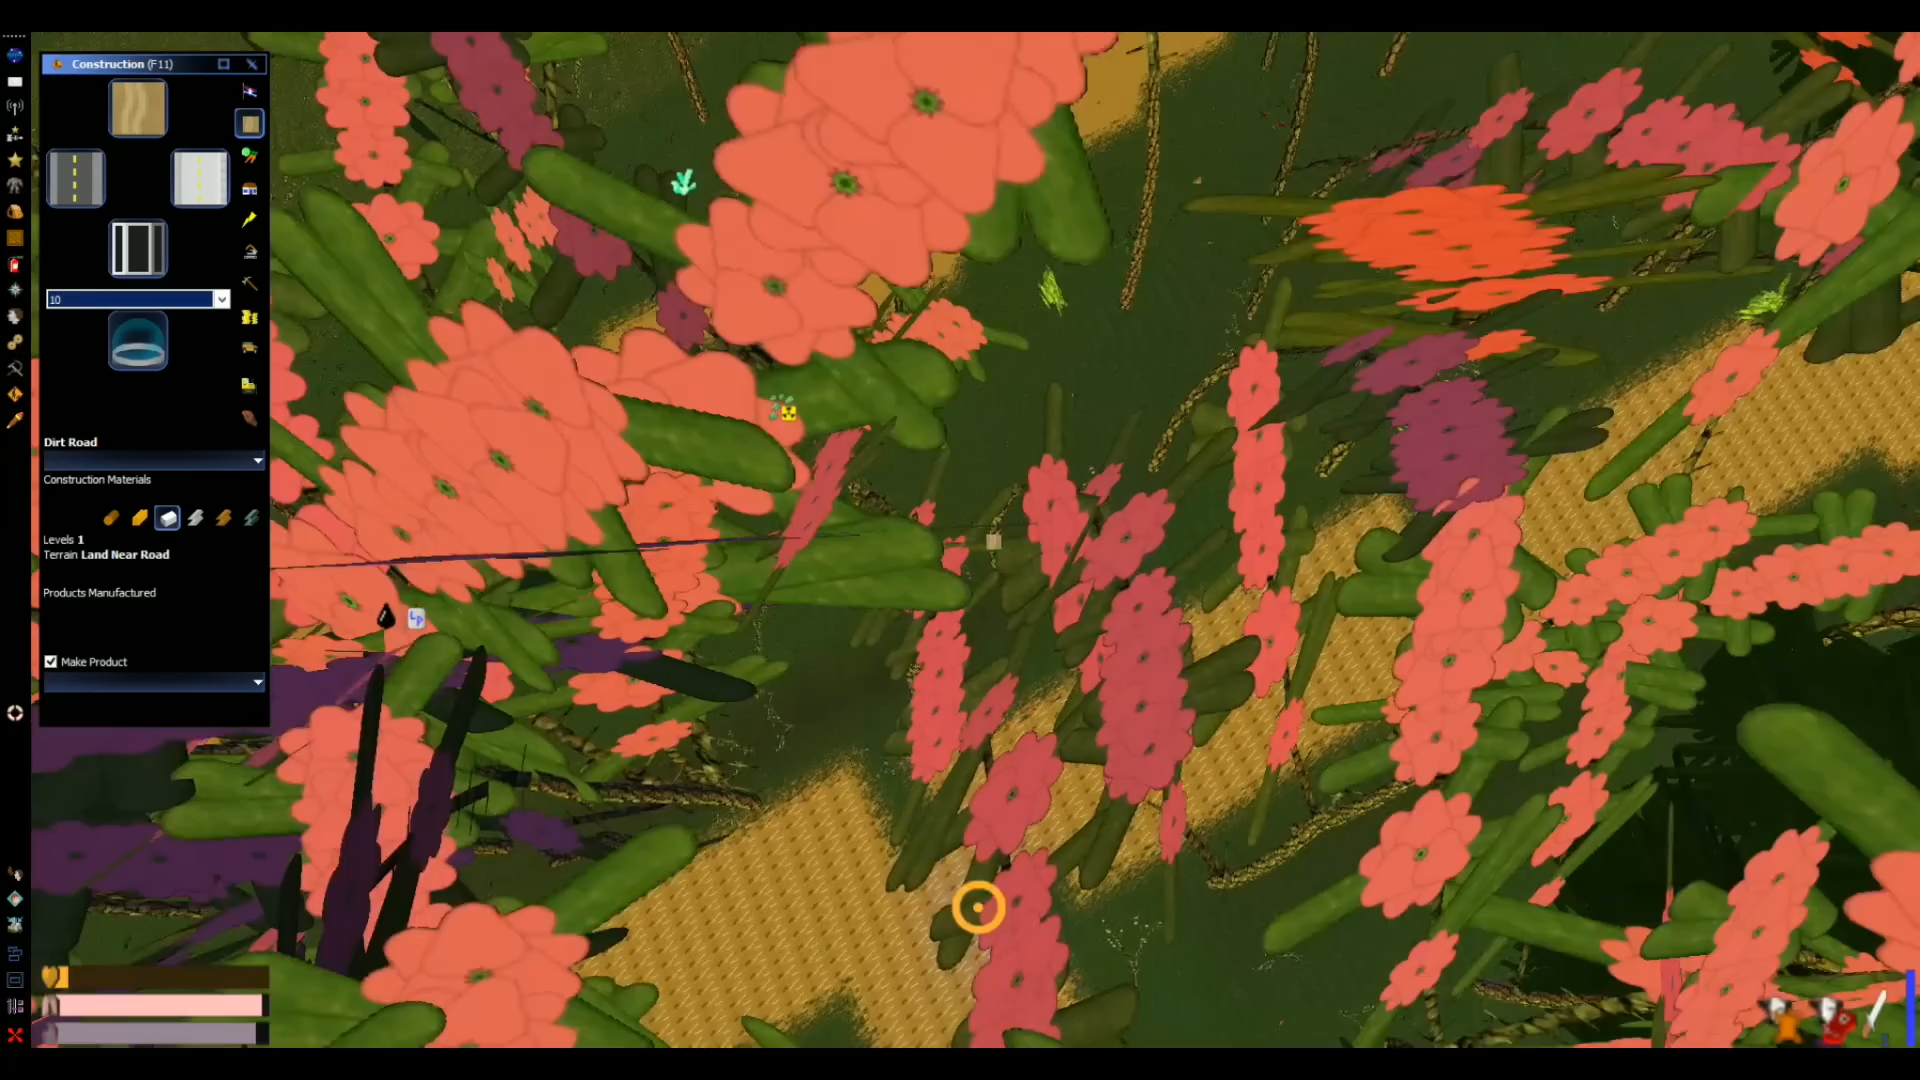 Construction (F11)
10
Dirt Road
Construction Materials
Levels 1
Terrain Land Near Road
Products Manufactured
Make Product